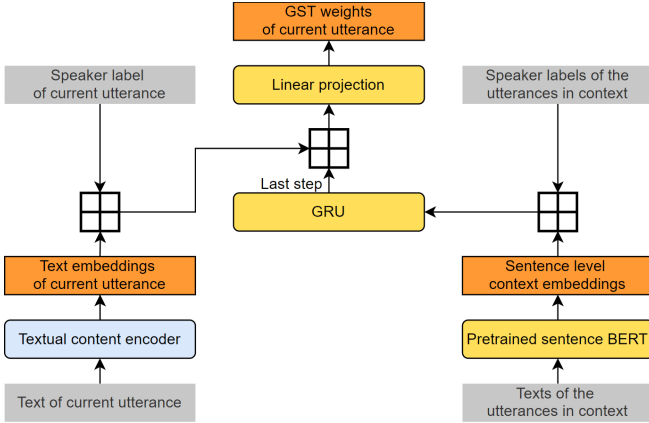 GST weights
of current utterance
Speaker label
of current utterance
Linear projection
Speaker labels of the
utterances in context
Last step
GRU
Text embeddings
of current utterance
Sentence level
context embeddings
Textual content encoder
Pretrained sentence BERT
Text of current utterance
Texts of the
utterances in context